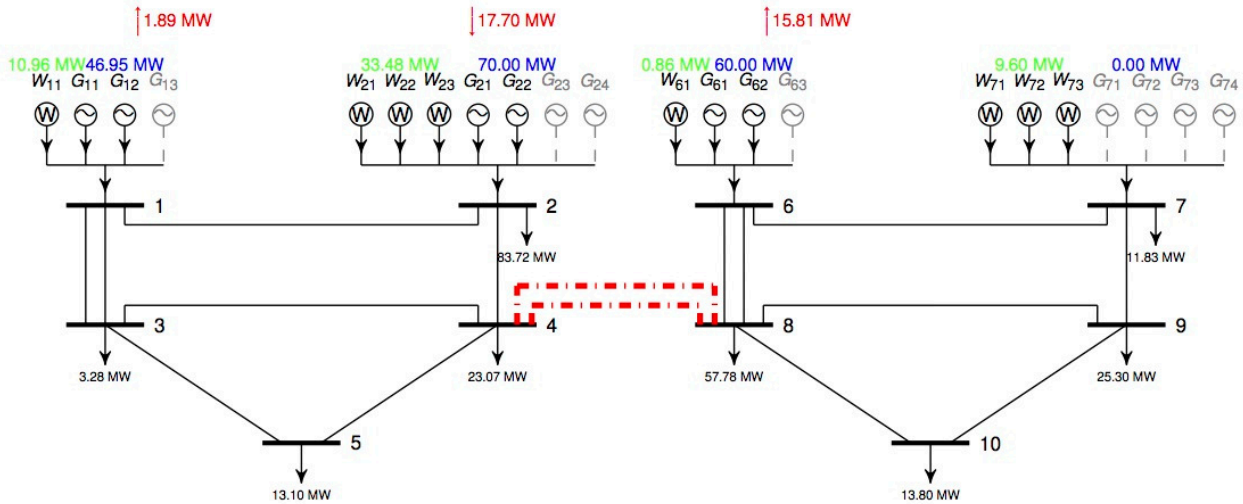 1.89 MW 17.70 MW 15.81 MW
10.96 MW 46.95 MW 33.48 MW 70.00 MW 0.86 MW 60.00 MW 9.60 MW 0.00 MW
W11 G11 G12 G13 W21 W22 W23 G21 G22 G23 G24 W61 G61 G62 G63 W71 W72 W73 G71 G72 G73 G74
W W W W W W W W
1 2 6 7
83.72 MW 11.83 MW
3 4 8 9
3.28 MW 23.07 MW 57.78 MW 25.30 MW
5 10
13.10 MW 13.80 MW